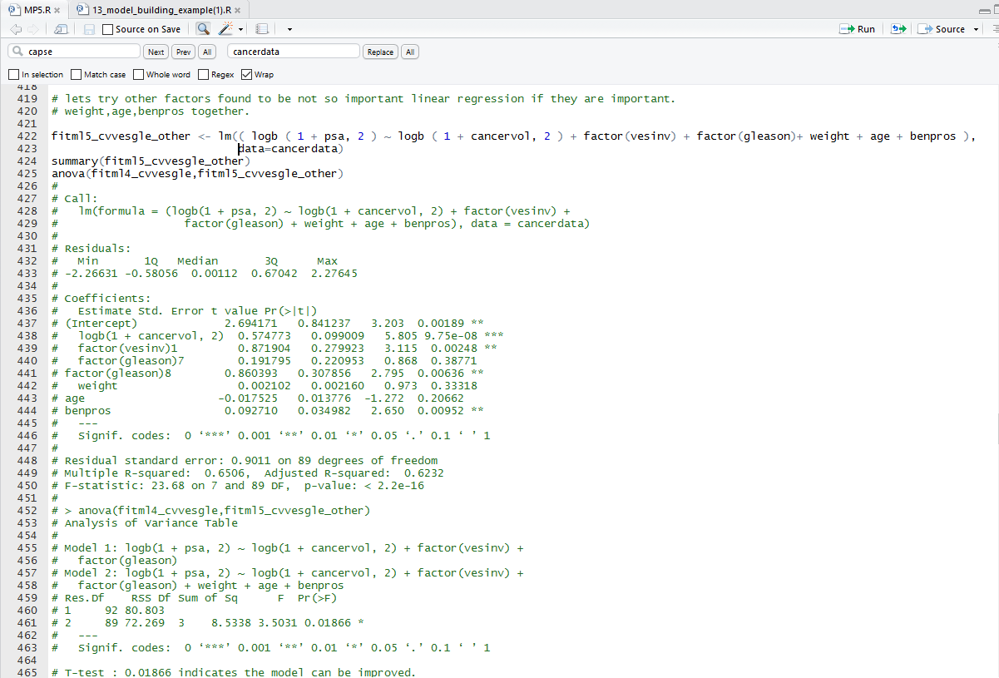 MP5.R
13_model_building_example(1).R
Source on Save
Run
Source
capse
Next
Prev
All
cancerdata
Replace
All
In selection
Match case
Whole word
Regex
Wrap
418
419 # lets try other factors found to be not so important linear regression if they are important.
420 # weight,age,benpros together.
421
422 fitml5_cvvesgle_other <- lm(( logb ( 1 + psa, 2 ) ~ logb ( 1 + cancervol, 2 ) + factor(vesinv) + factor(gleason)+ weight + age + benpros ),
423 data=cancerdata)
424 summary(fitml5_cvvesgle_other)
425 anova(fitml4_cvvesgle,fitml5_cvvesgle_other)
426 #
427 # Call:
428 # lm(formula = (logb(1 + psa, 2) ~ logb(1 + cancervol, 2) + factor(vesinv) +
429 # factor(gleason) + weight + age + benpros), data = cancerdata)
430 #
431 # Residuals:
432 # Min 1Q Median 3Q Max
433 # -2.26631 -0.58056 0.00112 0.67042 2.27645
434 #
435 # Coefficients:
436 # Estimate Std. Error t value Pr(>|t|)
437 # (Intercept) 2.694171 0.841237 3.203 0.00189 **
438 # logb(1 + cancervol, 2) 0.574773 0.099009 5.805 9.75e-08 ***
439 # factor(vesinv)1 0.871904 0.279923 3.115 0.00248 **
440 # factor(gleason)7 0.191795 0.220953 0.868 0.38771
441 # factor(gleason)8 0.860393 0.307856 2.795 0.00636 **
442 # weight 0.002102 0.002160 0.973 0.33318
443 # age -0.017525 0.013776 -1.272 0.20662
444 # benpros 0.092710 0.034982 2.650 0.00952 **
445 # ---
446 # Signif. codes: 0 ‘***’ 0.001 ‘**’ 0.01 ‘*’ 0.05 ‘.’ 0.1 ‘ ’ 1
447 #
448 # Residual standard error: 0.9011 on 89 degrees of freedom
449 # Multiple R-squared: 0.6506, Adjusted R-squared: 0.6232
450 # F-statistic: 23.68 on 7 and 89 DF, p-value: < 2.2e-16
451 #
452 # > anova(fitml4_cvvesgle,fitml5_cvvesgle_other)
453 # Analysis of Variance Table
454 #
455 # Model 1: logb(1 + psa, 2) ~ logb(1 + cancervol, 2) + factor(vesinv) +
456 # factor(gleason)
457 # Model 2: logb(1 + psa, 2) ~ logb(1 + cancervol, 2) + factor(vesinv) +
458 # factor(gleason) + weight + age + benpros
459 # Res.Df RSS Df Sum of Sq F Pr(>F)
460 # 1 92 80.803
461 # 2 89 72.269 3 8.5338 3.5031 0.01866 *
462 # ---
463 # Signif. codes: 0 ‘***’ 0.001 ‘**’ 0.01 ‘*’ 0.05 ‘.’ 0.1 ‘ ’ 1
464
465 # T-test : 0.01866 indicates the model can be improved.